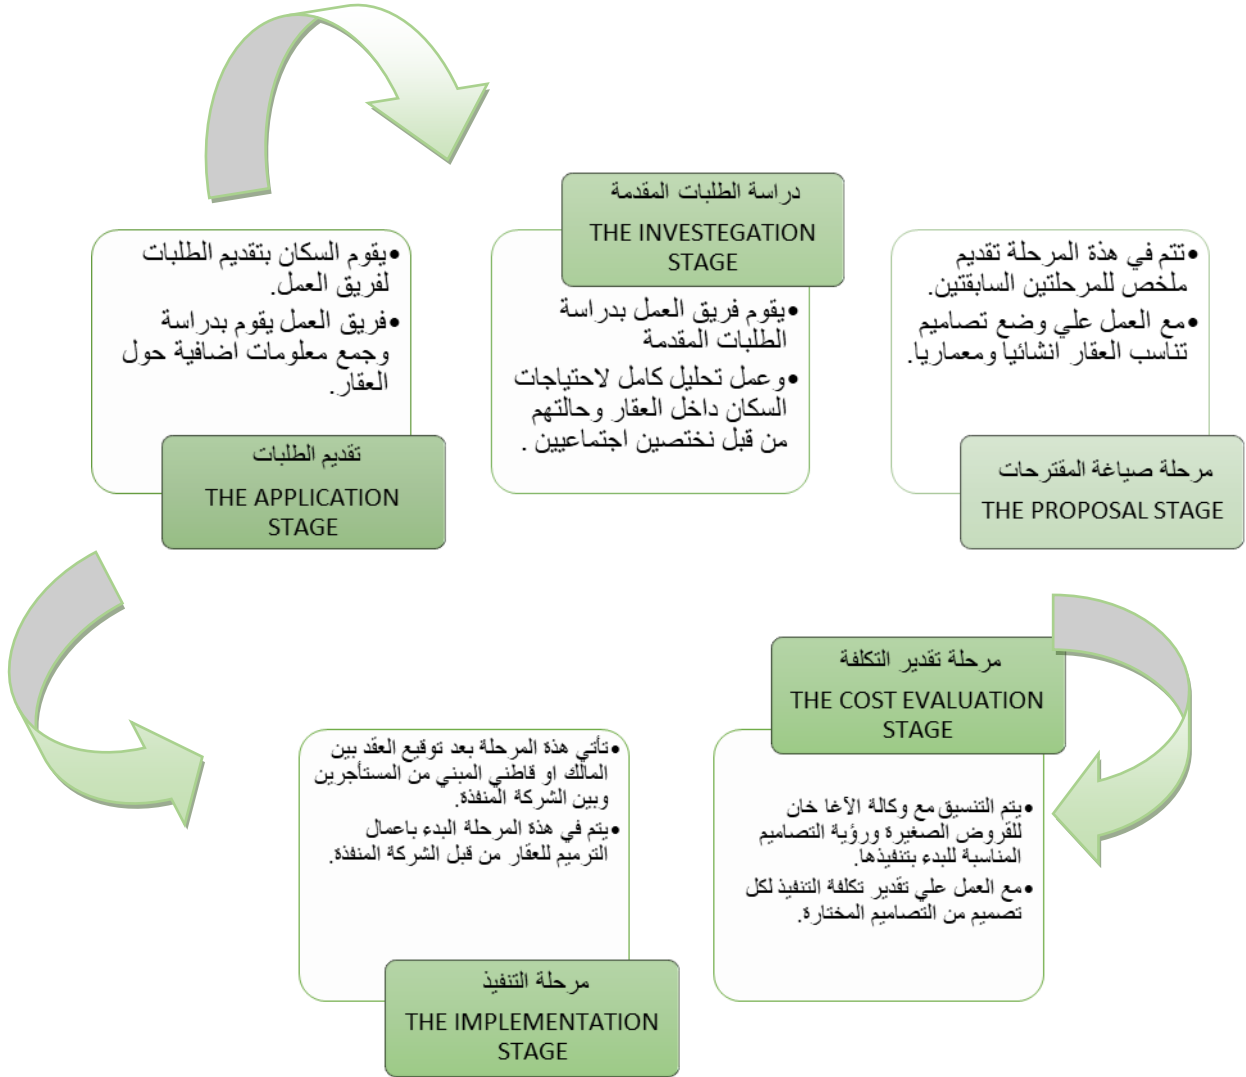 •يقوم السكان بتقديم الطلبات
لفريق العمل.
•فريق العمل يقوم بدراسة
وجمع معلومات اضافية حول
العقار.
تقديم الطلبات
THE APPLICATION
STAGE
دراسة الطلبات المقدمة
THE INVESTEGATION
STAGE
•يقوم فريق العمل بدراسة
الطلبات المقدمة
•وعمل تحليل كامل لاحتياجات
السكان داخل العقار وحالتهم
من قبل نختصين اجتماعيين .
•تتم في هذة المرحلة تقديم
ملخص للمرحلتين السابقتين.
•مع العمل علي وضع تصاميم
تناسب العقار انشائيا ومعماريا.
مرحلة صياغة المقترحات
THE PROPOSAL STAGE
مرحلة تقدير التكلفة
THE COST EVALUATION
STAGE
•يتم التنسيق مع وكالة الآغا خان
للقروض الصغيرة ورؤية التصاميم
المناسبة للبدء بتنفيذها.
•مع العمل علي تقدير تكلفة التنفيذ لكل
تصميم من التصاميم المختارة.
•تأتي هذة المرحلة بعد توقيع العقد بين
المالك او قاطني المبني من المستأجرين
وبين الشركة المنفذة.
•يتم في هذة المرحلة البدء باعمال
الترميم للعقار من قبل الشركة المنفذة.
مرحلة التنفيذ
THE IMPLEMENTATION
STAGE